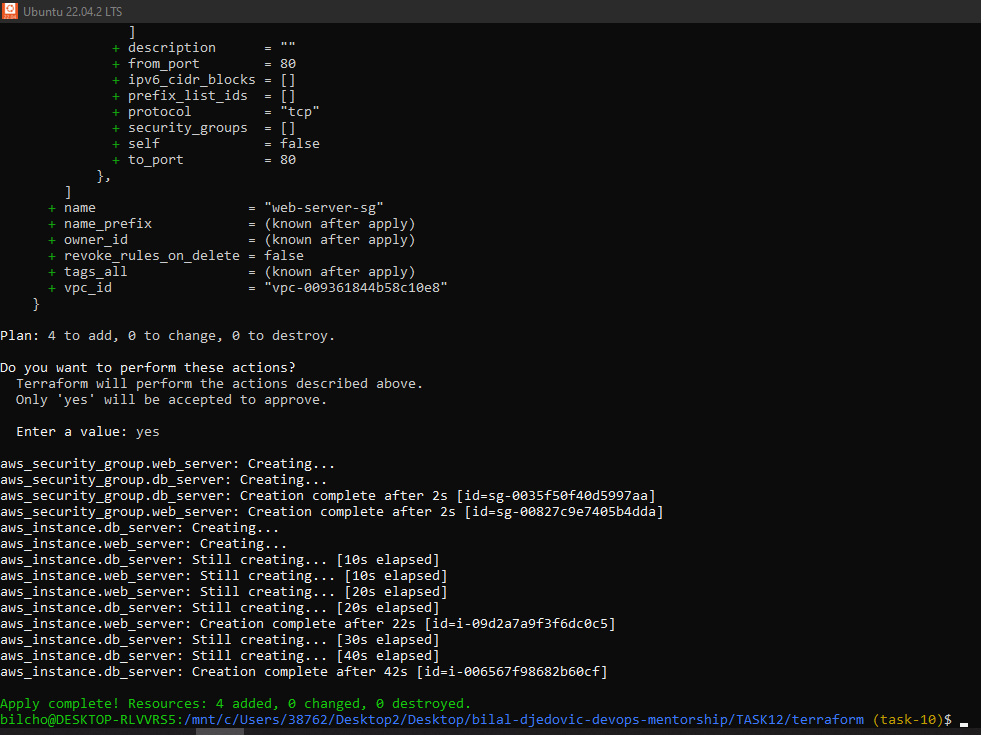 Ubuntu 22.04.2 LTS
]
+ description      = ""
+ from_port        = 80
+ ipv6_cidr_blocks = []
+ prefix_list_ids  = []
+ protocol         = "tcp"
+ security_groups  = []
+ self             = false
+ to_port          = 80
},
]
+ name                   = "web-server-sg"
+ name_prefix            = (known after apply)
+ owner_id               = (known after apply)
+ revoke_rules_on_delete = false
+ tags_all               = (known after apply)
+ vpc_id                 = "vpc-009361844b58c10e8"
}
Plan: 4 to add, 0 to change, 0 to destroy.
Do you want to perform these actions?
Terraform will perform the actions described above.
Only 'yes' will be accepted to approve.
Enter a value: yes
aws_security_group.web_server: Creating...
aws_security_group.db_server: Creating...
aws_security_group.db_server: Creation complete after 2s [id=sg-0035f50f40d5997aa]
aws_security_group.web_server: Creation complete after 2s [id=sg-00827c9e7405b4dda]
aws_instance.db_server: Creating...
aws_instance.web_server: Creating...
aws_instance.db_server: Still creating... [10s elapsed]
aws_instance.web_server: Still creating... [10s elapsed]
aws_instance.web_server: Still creating... [20s elapsed]
aws_instance.db_server: Still creating... [20s elapsed]
aws_instance.web_server: Creation complete after 22s [id=i-09d2a7a9f3f6dc0c5]
aws_instance.db_server: Still creating... [30s elapsed]
aws_instance.db_server: Still creating... [40s elapsed]
aws_instance.db_server: Creation complete after 42s [id=i-006567f98682b60cf]
Apply complete! Resources: 4 added, 0 changed, 0 destroyed.
bilcho@DESKTOP-RLVVRS5:/mnt/c/Users/38762/Desktop2/Desktop/bilal-djedovic-devops-mentorship/TASK12/terraform (task-10)$